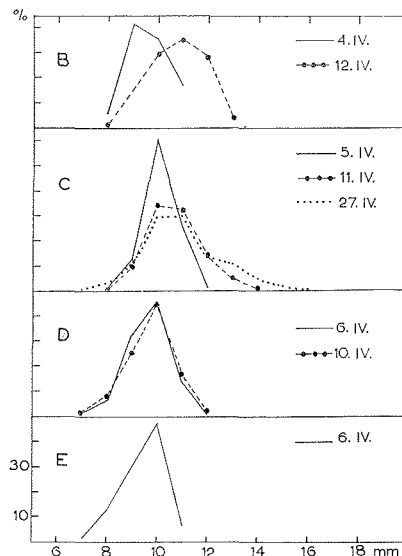 %
B
4. IV.
12. IV.
C
5. IV.
11. IV.
27. IV.
D
6. IV.
10. IV.
E
6. IV.
30
10
6 8 10 12 14 16 18 mm